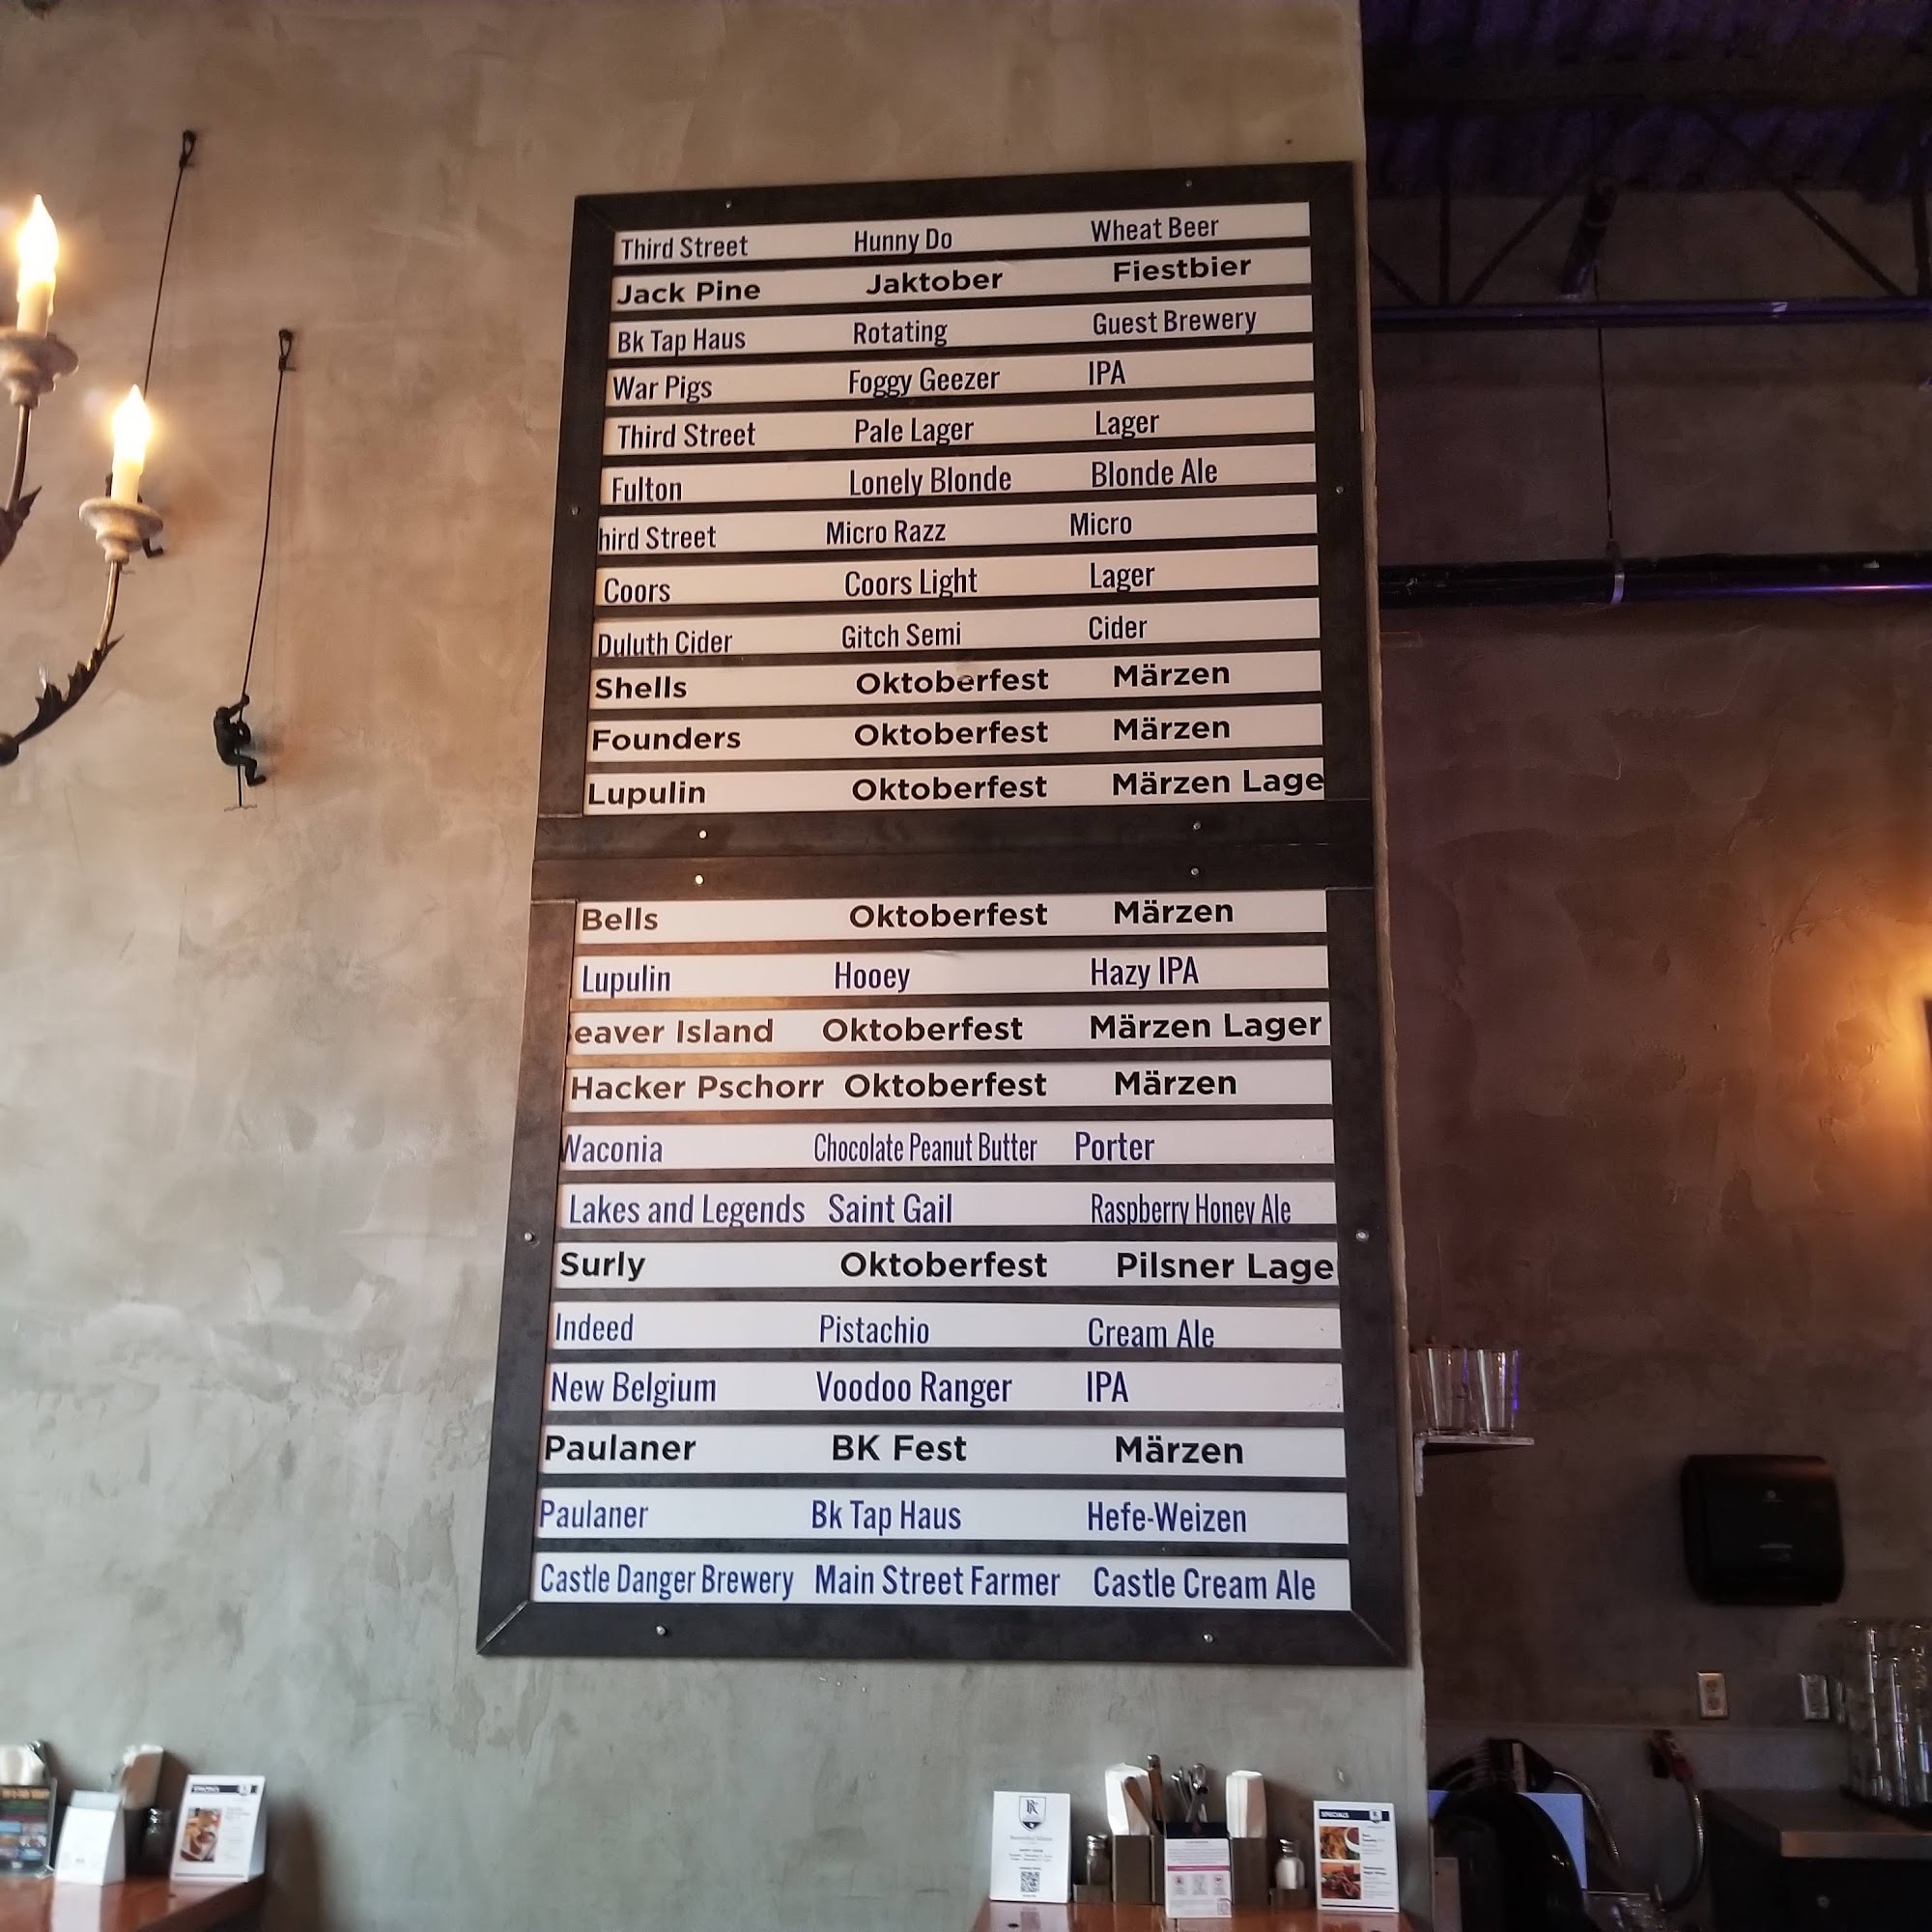 Third Street Hunny Do Wheat Beer
Jack Pine Jaktober Fiestbier
Bk Tap Haus Rotating Guest Brewery
War Pigs Foggy Geezer IPA
Third Street Pale Lager Lager
Fulton Lonely Blonde Blonde Ale
hird Street Micro Razz Micro
Coors Coors Light Lager
Duluth Cider Gitch Semi Cider
Shells Oktoberfest Märzen
Founders Oktoberfest Märzen
Lupulin Oktoberfest Märzen Lage
Bells Oktoberfest Märzen
Lupulin Hooey Hazy IPA
eaver Island Oktoberfest Märzen Lager
Hacker Pschorr Oktoberfest Märzen
Waconia Chocolate Peanut Butter Porter
Lakes and Legends Saint Gail Raspberry Honey Ale
Surly Oktoberfest Pilsner Lage
Indeed Pistachio Cream Ale
New Belgium Voodoo Ranger IPA
Paulaner BK Fest Märzen
Paulaner Bk Tap Haus Hefe-Weizen
Castle Danger Brewery Main Street Farmer Castle Cream Ale
SPECIALS